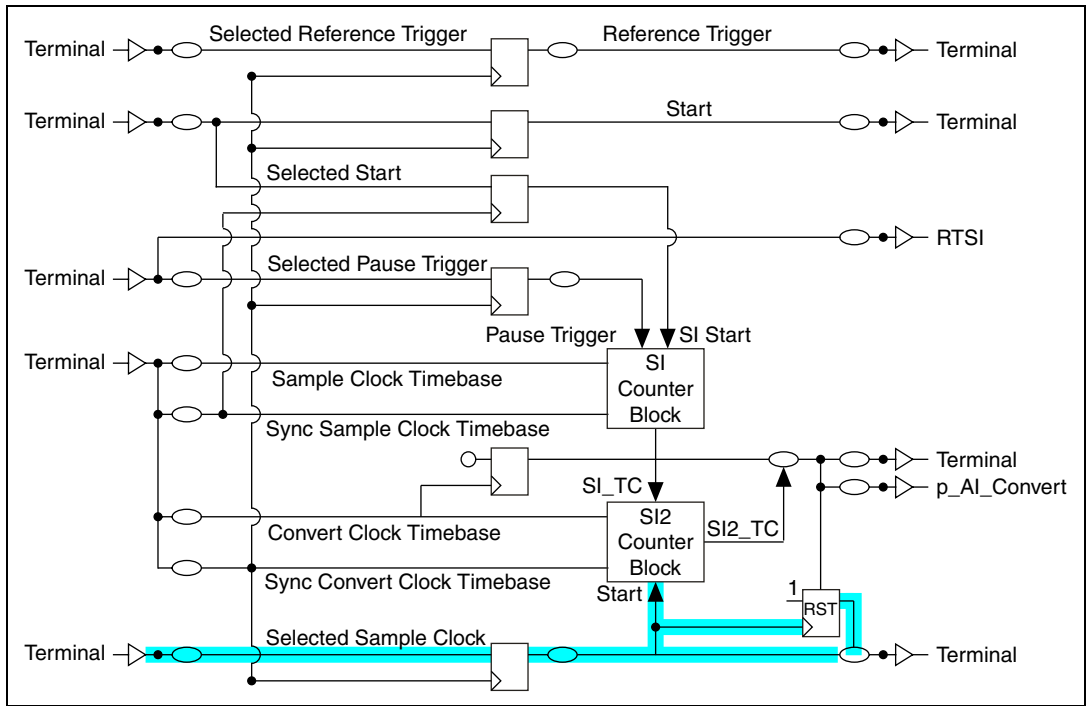 Terminal Selected Reference Trigger Reference Trigger Terminal
Terminal Start Terminal
Selected Start
RTSI
Terminal Selected Pause Trigger
Pause Trigger SI Start
Terminal
Sample Clock Timebase
SI
Counter
Block
Sync Sample Clock Timebase
Terminal
SI_TC
p_AI_Convert
Convert Clock Timebase
SI2
Counter
Block
SI2_TC
Sync Convert Clock Timebase
Start
1
RST
Terminal Selected Sample Clock Terminal